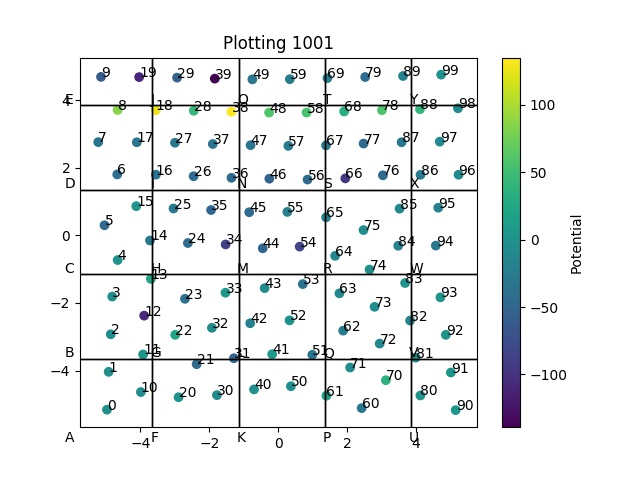 Plotting 1001
9 19 29 39 49 59 69 79 89 99
E J O T Y
4 8 18 28 38 48 58 68 78 88 98
7 17 27 37 47 57 67 77 87 97
2 6 16 26 36 46 56 66 76 86 96
D N S X
15 25 35 45 55 65 75 85 95
0 5 14 24 34 44 54 64 84 94
4 74
C H M R W
13 43 53 83
−2 3 12 23 33 63 73 93
2 22 32 42 52 62 72 82 92
11 21 31 41 51 81
B G Q V
−4 1 71 91
0 10 20 30 40 50 60 61 70 80 90
A F K P U
−4 −2 0 2 4
100
50
0
−50
−100
Potential